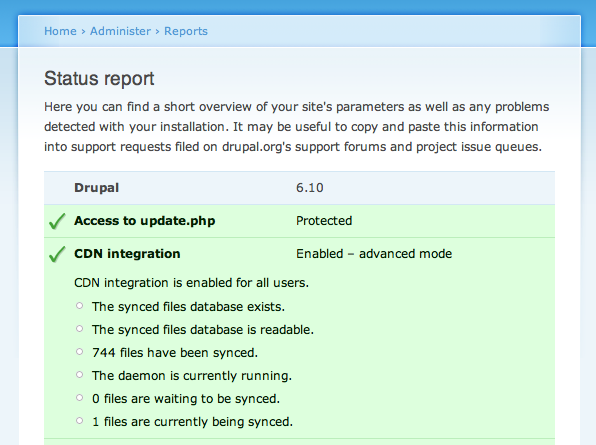 Home › Administer › Reports
Status report
Here you can find a short overview of your site's parameters as well as any problems
detected with your installation. It may be useful to copy and paste this information
into support requests filed on drupal.org's support forums and project issue queues.
Drupal 6.10
Access to update.php Protected
CDN integration Enabled – advanced mode
CDN integration is enabled for all users.
The synced files database exists.
The synced files database is readable.
744 files have been synced.
The daemon is currently running.
0 files are waiting to be synced.
1 files are currently being synced.